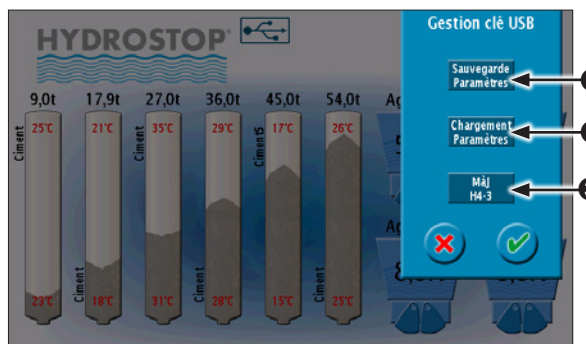 HYDROSTOP®
Gestion clé USB
Sauvegarde
Paramètres
Chargement
Paramètres
Màj
H4-3
9,0t 17,9t 27,0t 36,0t 45,0t 54,0t Ag
25°C 21°C 35°C 29°C 17°C 26°C
Ciment Ciment Ciment5
Ag
Ciment Ciment Ciment
23°C 18°C 31°C 28°C 15°C 25°C